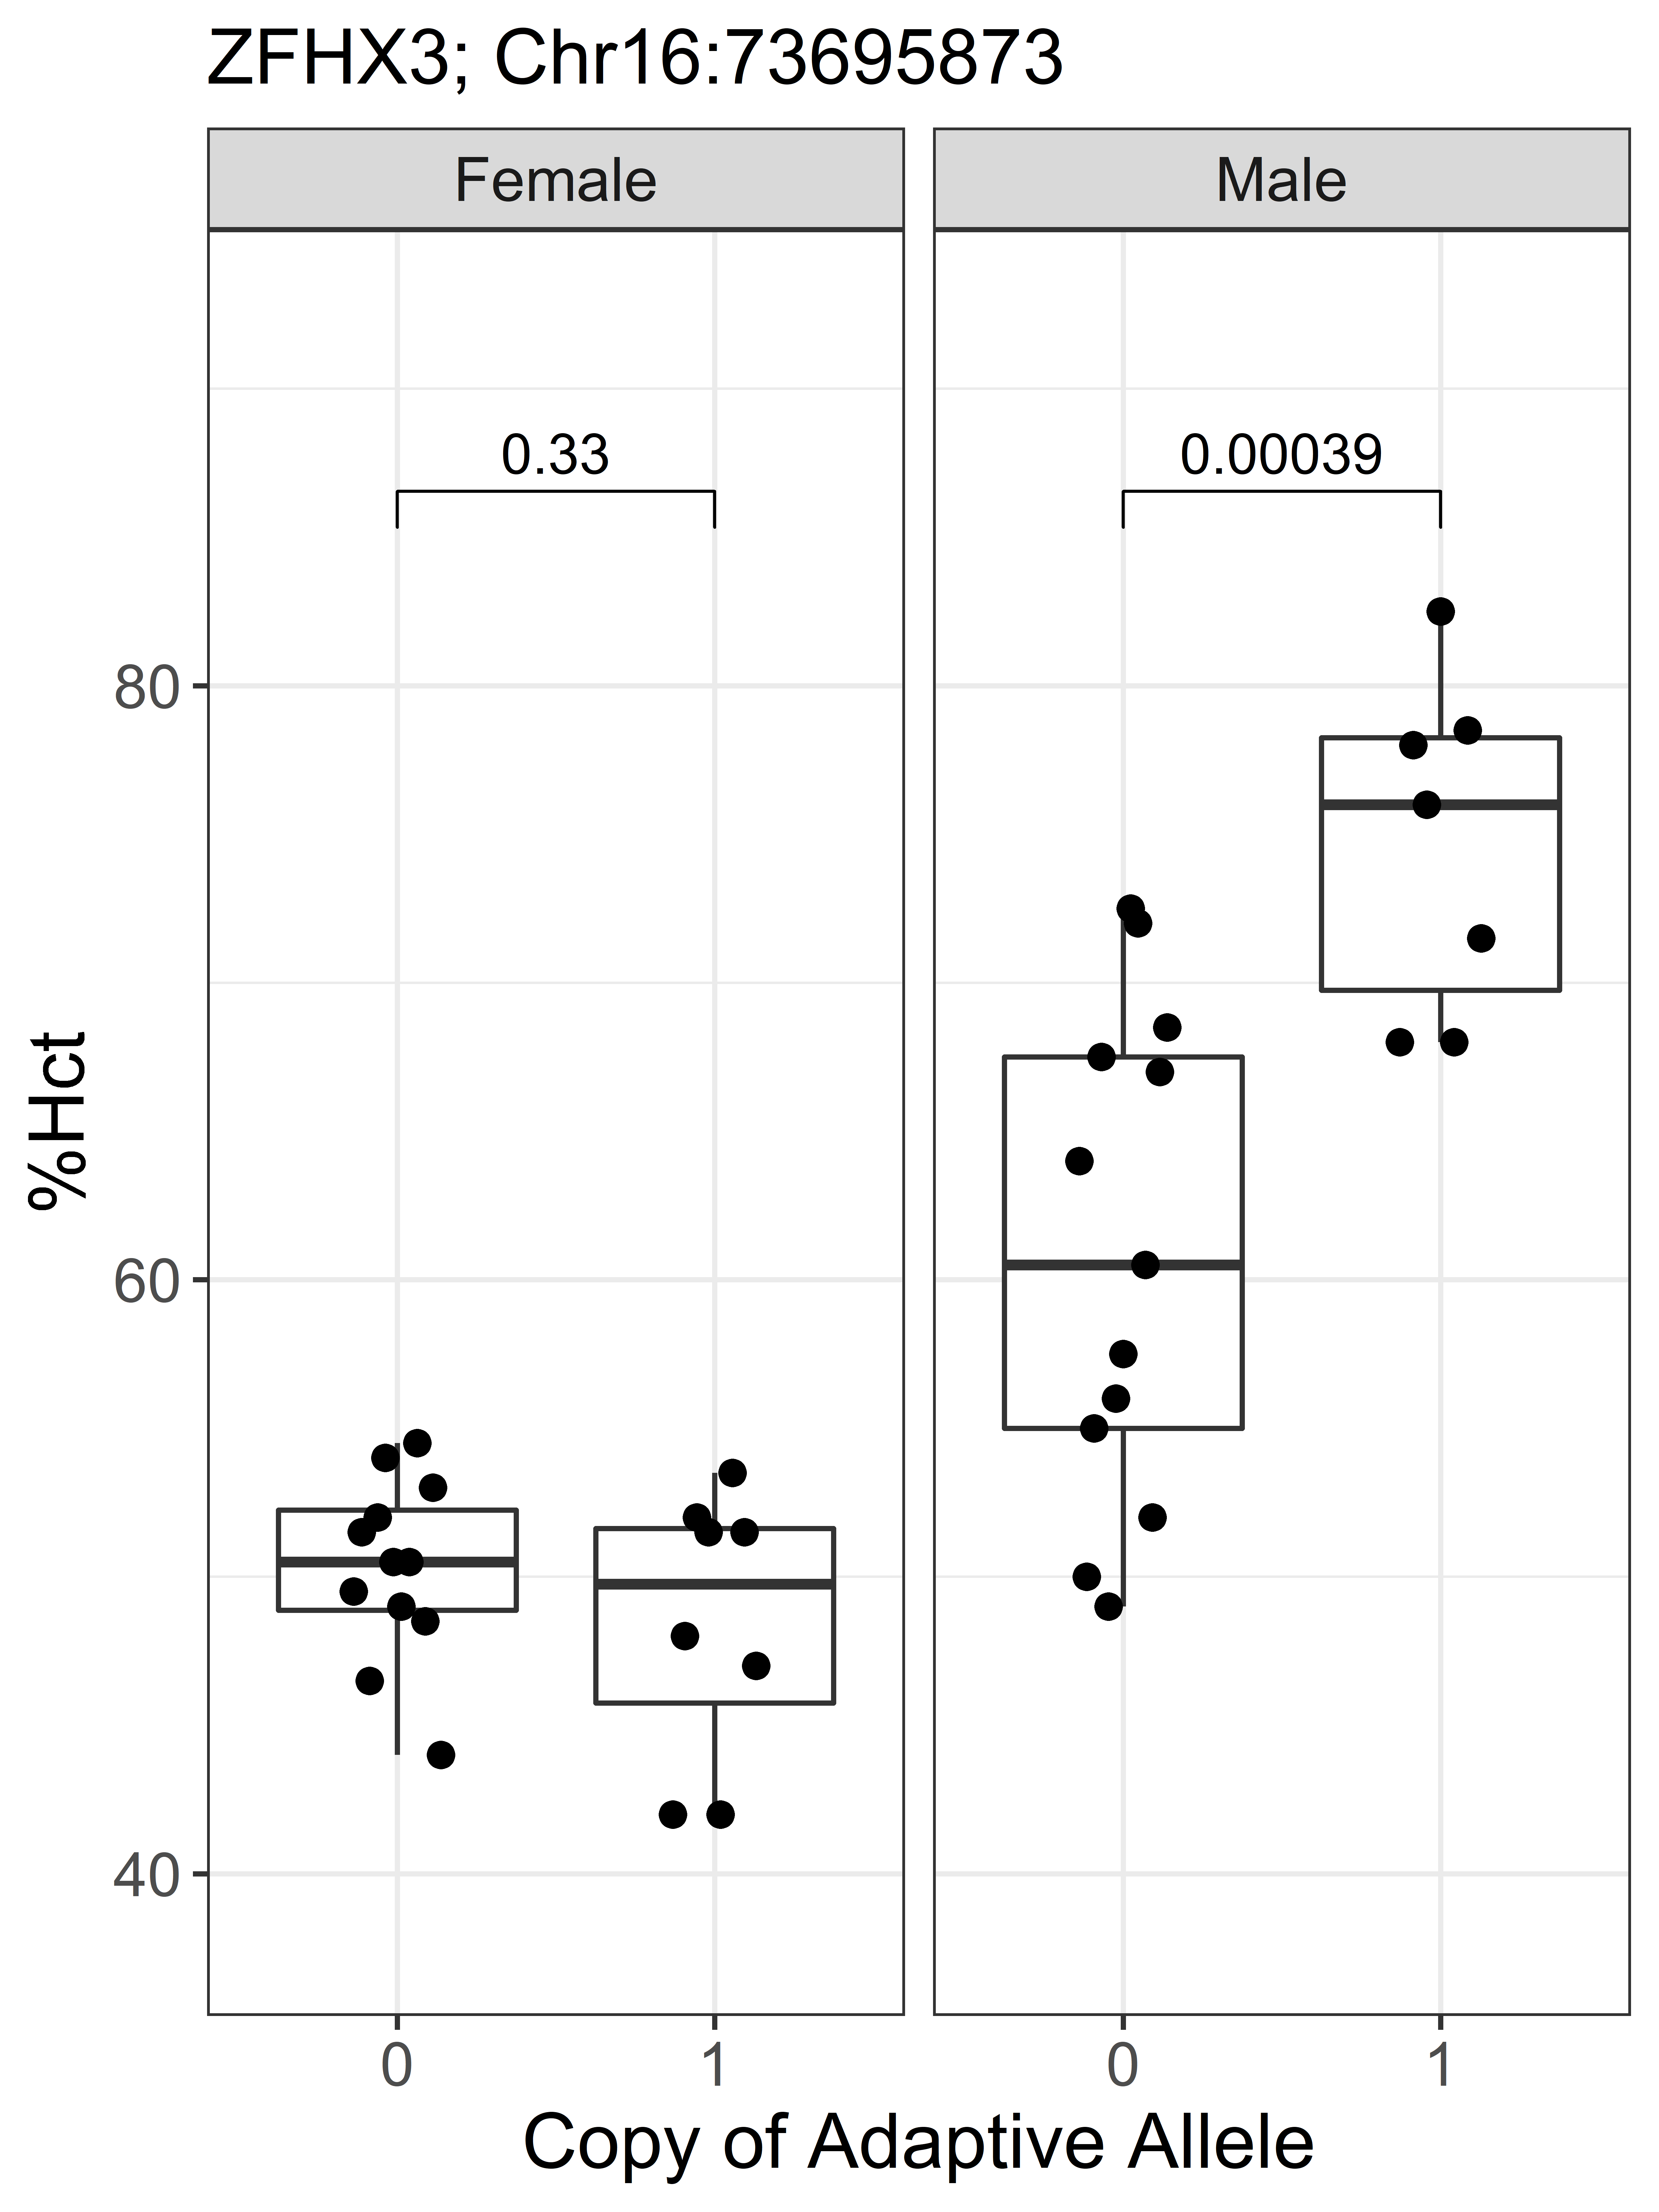 ZFHX3; Chr16:73695873
Female
Male
0.33
0.00039
80
60
40
%Hct
0
1
0
1
Copy of Adaptive Allele